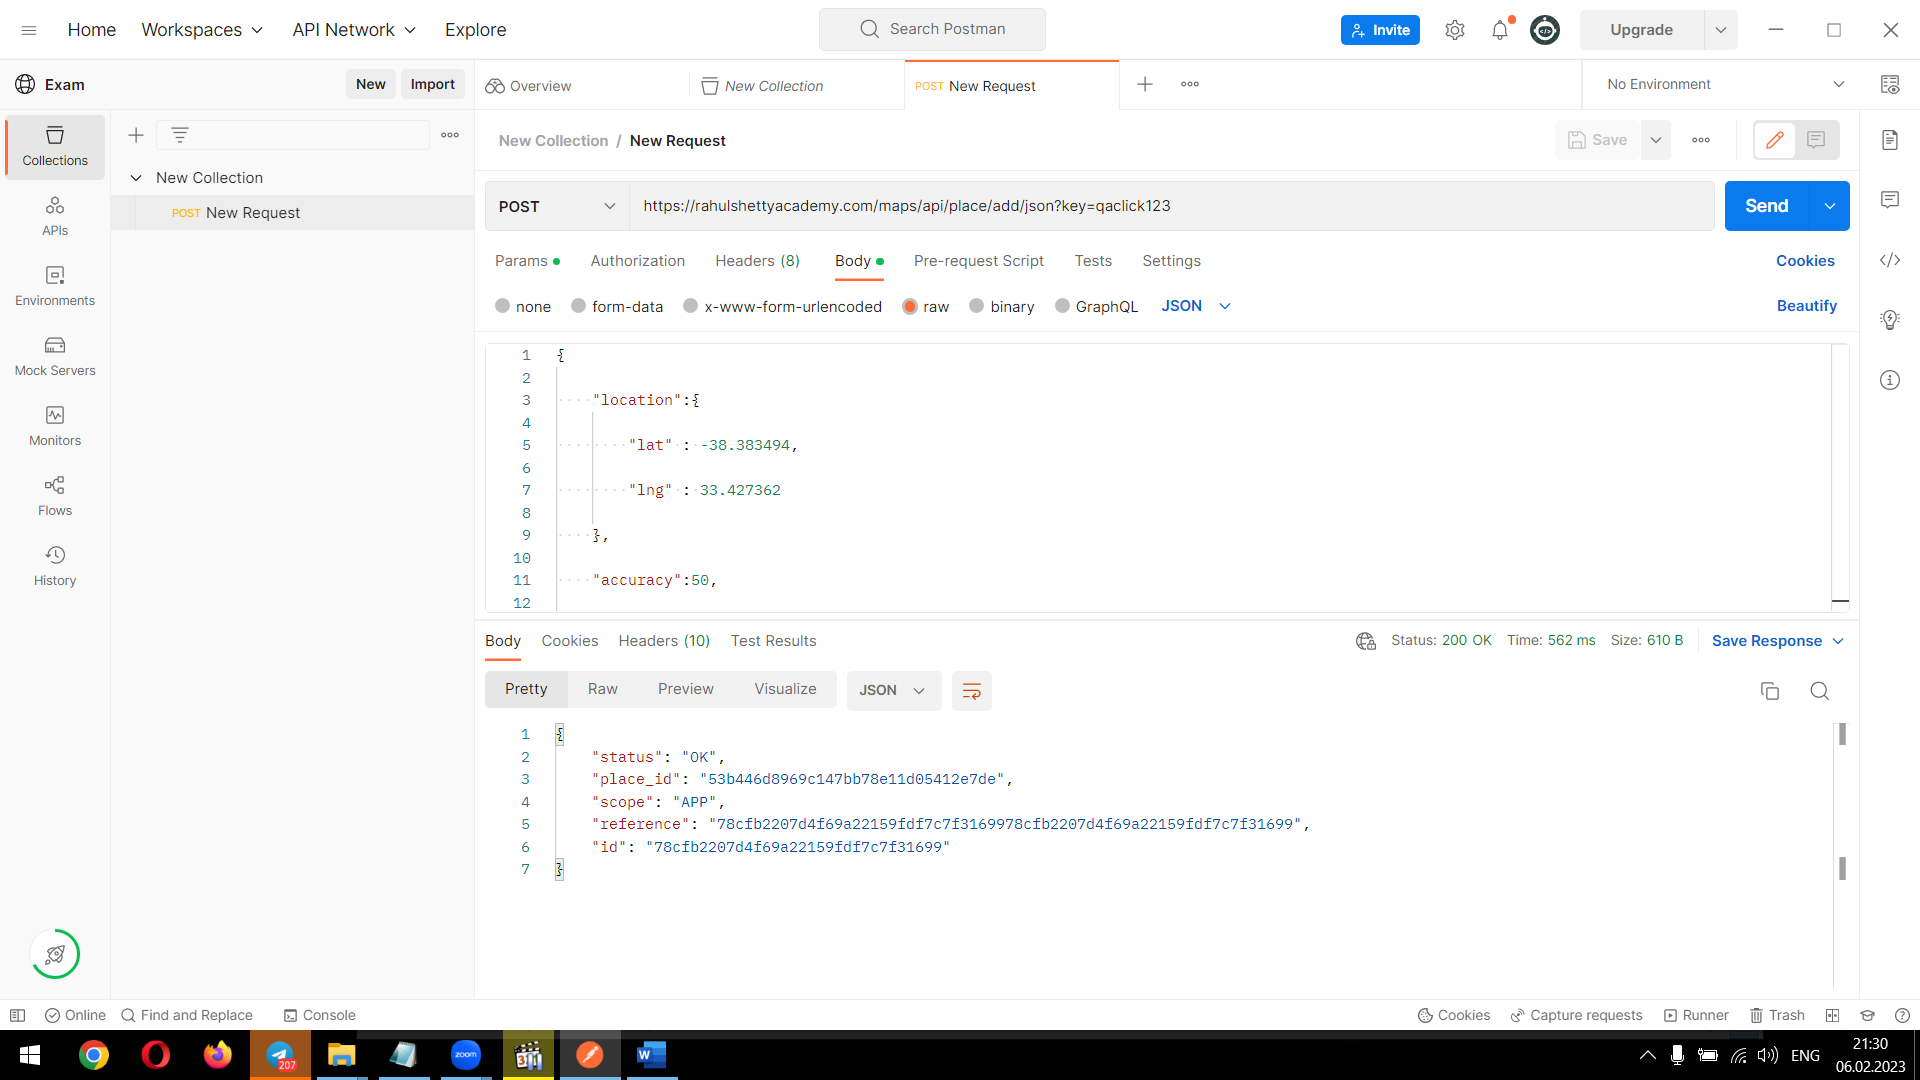 Home Workspaces API Network Explore Search Postman Invite Upgrade
Exam New Import Overview New Collection POST New Request No Environment
New Collection / New Request Save
Collections
New Collection
POST New Request
APIs
Environments
Mock Servers
Monitors
Flows
History
POST https://rahulshettyacademy.com/maps/api/place/add/json?key=qaclick123 Send
Params Authorization Headers (8) Body Pre-request Script Tests Settings Cookies
none form-data x-www-form-urlencoded raw binary GraphQL JSON Beautify
1 {
2
3 "location":{
4
5 "lat" : -38.383494,
6
7 "lng" : 33.427362
8
9 },
10
11 "accuracy":50,
12
Body Cookies Headers (10) Test Results Status: 200 OK Time: 562 ms Size: 610 B Save Response
Pretty Raw Preview Visualize JSON
1 {
2 "status": "OK",
3 "place_id": "53b446d8969c147bb78e11d05412e7de",
4 "scope": "APP",
5 "reference": "78cfb2207d4f69a22159fdf7c7f3169978cfb2207d4f69a22159fdf7c7f31699",
6 "id": "78cfb2207d4f69a22159fdf7c7f31699"
7 }
Online Find and Replace Console Cookies Capture requests Runner Trash
207 zoom W ENG 21:30
06.02.2023